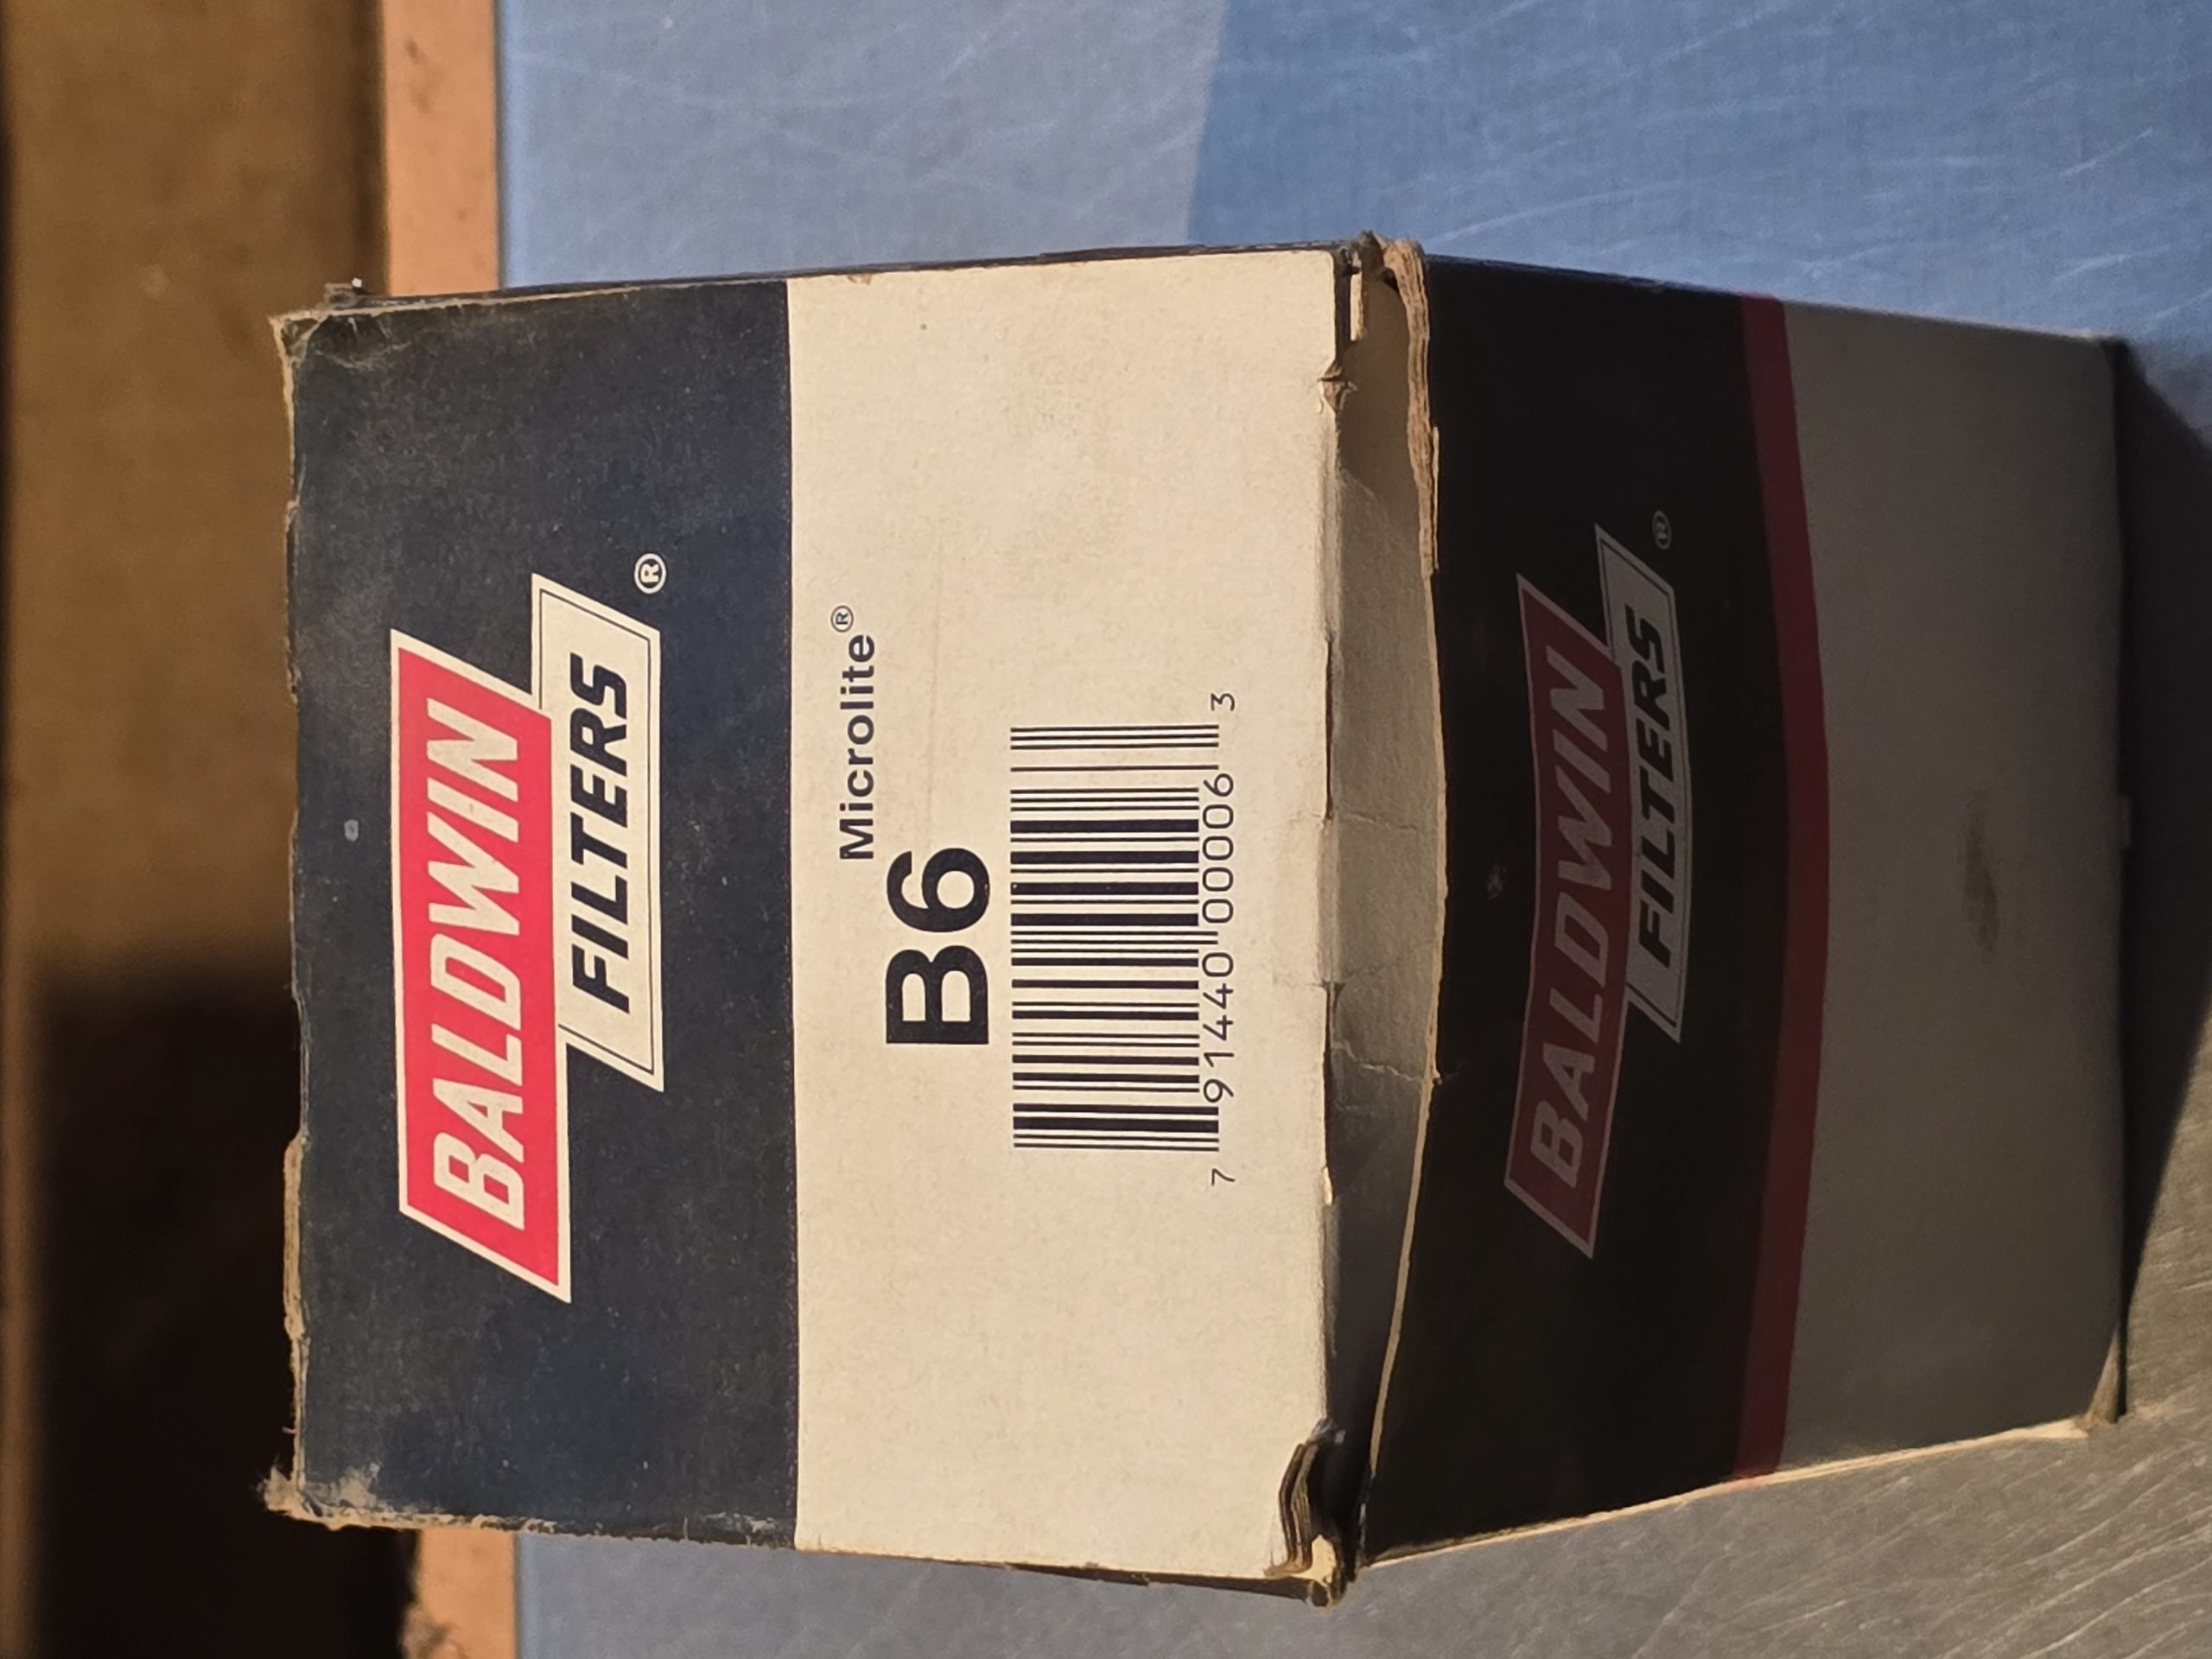 BALDWIN
FILTERS®
Microlite®
B6
7 91440 00006 3
BALDWIN
FILTERS®